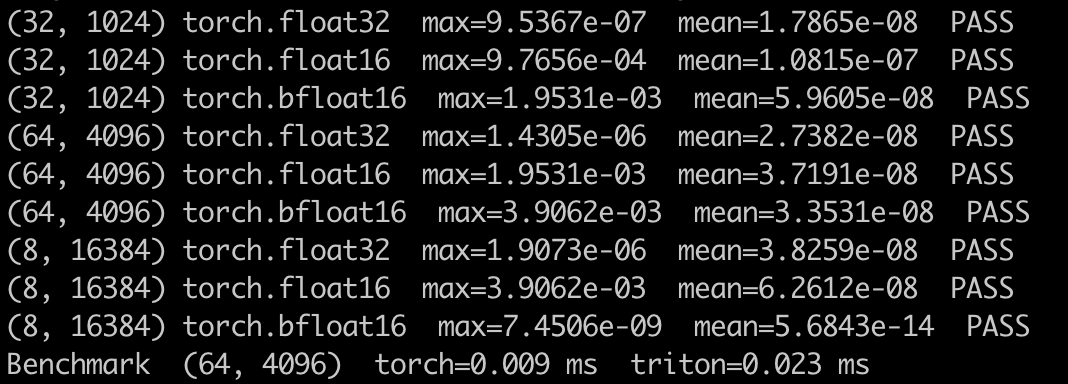 (32, 1024) torch.float32  max=9.5367e-07  mean=1.7865e-08  PASS
(32, 1024) torch.float16  max=9.7656e-04  mean=1.0815e-07  PASS
(32, 1024) torch.bfloat16  max=1.9531e-03  mean=5.9605e-08  PASS
(64, 4096) torch.float32  max=1.4305e-06  mean=2.7382e-08  PASS
(64, 4096) torch.float16  max=1.9531e-03  mean=3.7191e-08  PASS
(64, 4096) torch.bfloat16  max=3.9062e-03  mean=3.3531e-08  PASS
(8, 16384) torch.float32  max=1.9073e-06  mean=3.8259e-08  PASS
(8, 16384) torch.float16  max=3.9062e-03  mean=6.2612e-08  PASS
(8, 16384) torch.bfloat16  max=7.4506e-09  mean=5.6843e-14  PASS
Benchmark  (64, 4096)  torch=0.009 ms  triton=0.023 ms